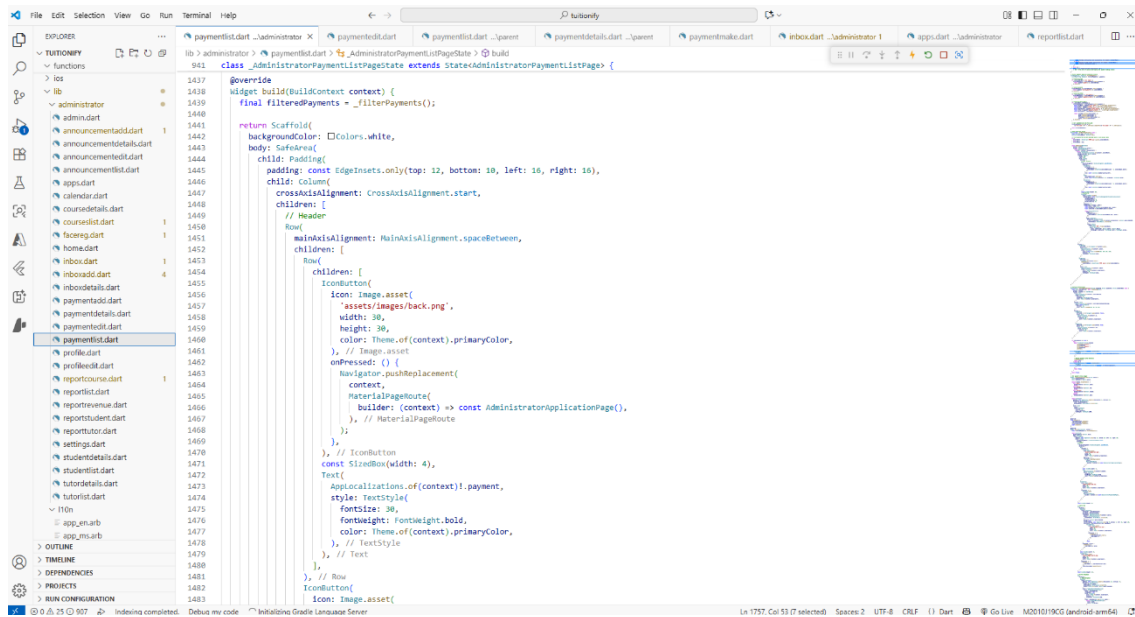 File Edit Selection View Go Run Terminal Help
tuitionify
EXPLORER
paymentlist.dart ...\administrator
paymentedit.dart
paymentlist.dart ...\parent
paymentdetails.dart ...\parent
paymentmake.dart
inbox.dart ...\administrator 1
apps.dart ...\administrator
reportlist.dart
TUITIONIFY
functions
ios
lib
administrator
admin.dart
announcementadd.dart 1
announcementdetails.dart
announcementedit.dart
announcementlist.dart
apps.dart
calendar.dart
coursedetails.dart
courseslist.dart 1
facereg.dart 1
home.dart
inbox.dart 1
inboxadd.dart 4
inboxdetails.dart
paymentadd.dart
paymentdetails.dart
paymentedit.dart
paymentlist.dart
profile.dart
profileedit.dart
reportcourse.dart 1
reportlist.dart
reportrevenue.dart
reportstudent.dart
reporttutor.dart
settings.dart
studentdetails.dart
studentlist.dart
tutordetails.dart
tutorlist.dart
l10n
app_en.arb
app_ms.arb
OUTLINE
TIMELINE
DEPENDENCIES
PROJECTS
RUN CONFIGURATION
lib > administrator > paymentlist.dart > _AdministratorPaymentListPageState > build
941 class _AdministratorPaymentListPageState extends State<AdministratorPaymentListPage> {
1437 @override
1438 Widget build(BuildContext context) {
1439 final filteredPayments = _filterPayments();
1440
1441 return Scaffold(
1442 backgroundColor: Colors.white,
1443 body: SafeArea(
1444 child: Padding(
1445 padding: const EdgeInsets.only(top: 12, bottom: 10, left: 16, right: 16),
1446 child: Column(
1447 crossAxisAlignment: CrossAxisAlignment.start,
1448 children: [
1449 // Header
1450 Row(
1451 mainAxisAlignment: MainAxisAlignment.spaceBetween,
1452 children: [
1453 Row(
1454 children: [
1455 IconButton(
1456 icon: Image.asset(
1457 'assets/images/back.png',
1458 width: 30,
1459 height: 30,
1460 color: Theme.of(context).primaryColor,
1461 ), // Image.asset
1462 onPressed: () {
1463 Navigator.pushReplacement(
1464 context,
1465 MaterialPageRoute(
1466 builder: (context) => const AdministratorApplicationPage(),
1467 ), // MaterialPageRoute
1468 );
1469 },
1470 ), // IconButton
1471 const SizedBox(width: 4),
1472 Text(
1473 AppLocalizations.of(context)!.payment,
1474 style: TextStyle(
1475 fontSize: 30,
1476 fontWeight: FontWeight.bold,
1477 color: Theme.of(context).primaryColor,
1478 ), // TextStyle
1479 ), // Text
1480 ],
1481 ), // Row
1482 IconButton(
1483 icon: Image.asset(
0 25 907 Indexing completed. Debug my code Initializing Gradle Language Server
Ln 1757, Col 53 (7 selected) Spaces: 2 UTF-8 CRLF {} Dart Go Live M2010J19CG (android-arm64)